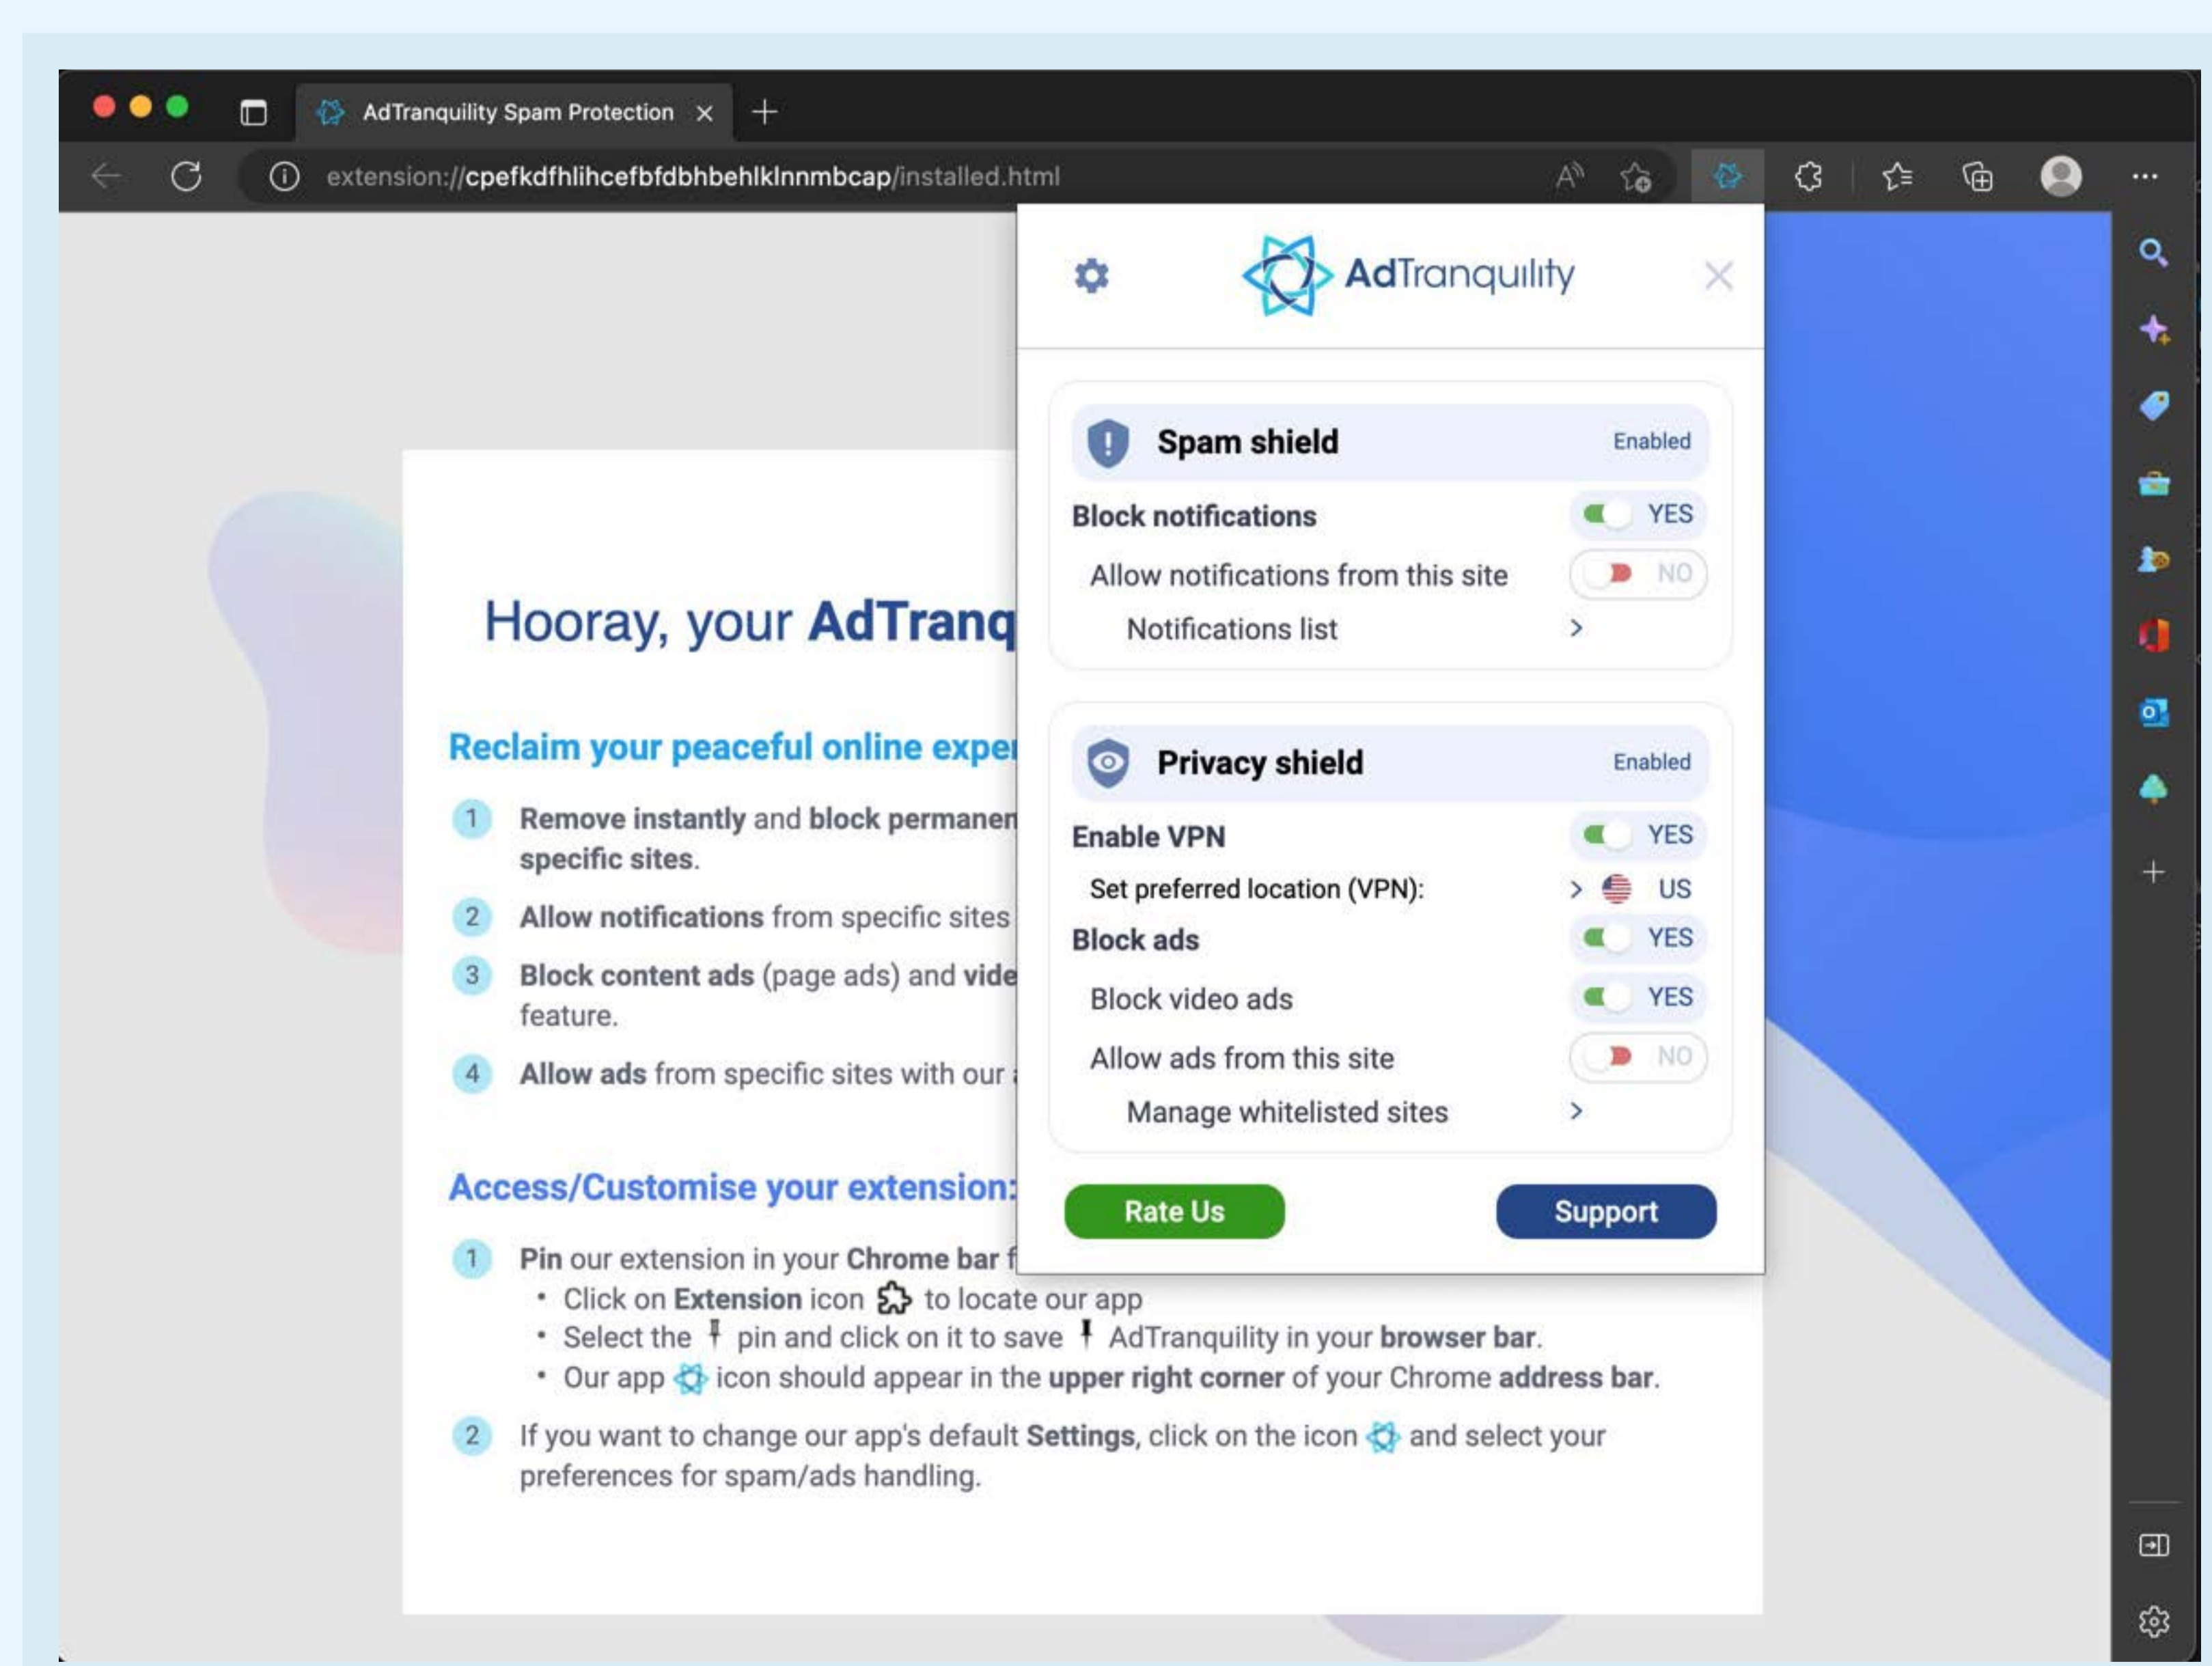 AdTranquility Spam Protection
extension://cpefkdfhlihcefbfdbhbehlklnnmbcap/installed.html
AdTranquility
Spam shield Enabled
Block notifications YES
Allow notifications from this site NO
Notifications list
Privacy shield Enabled
Enable VPN YES
Set preferred location (VPN): US
Block ads YES
Block video ads YES
Allow ads from this site NO
Manage whitelisted sites
Rate Us Support
Hooray, your AdTranq
Reclaim your peaceful online exper
1 Remove instantly and block permanen
specific sites.
2 Allow notifications from specific sites
3 Block content ads (page ads) and vide
feature.
4 Allow ads from specific sites with our a
Access/Customise your extension:
1 Pin our extension in your Chrome bar f
• Click on Extension icon to locate our app
• Select the pin and click on it to save AdTranquility in your browser bar.
• Our app icon should appear in the upper right corner of your Chrome address bar.
2 If you want to change our app's default Settings, click on the icon and select your
preferences for spam/ads handling.